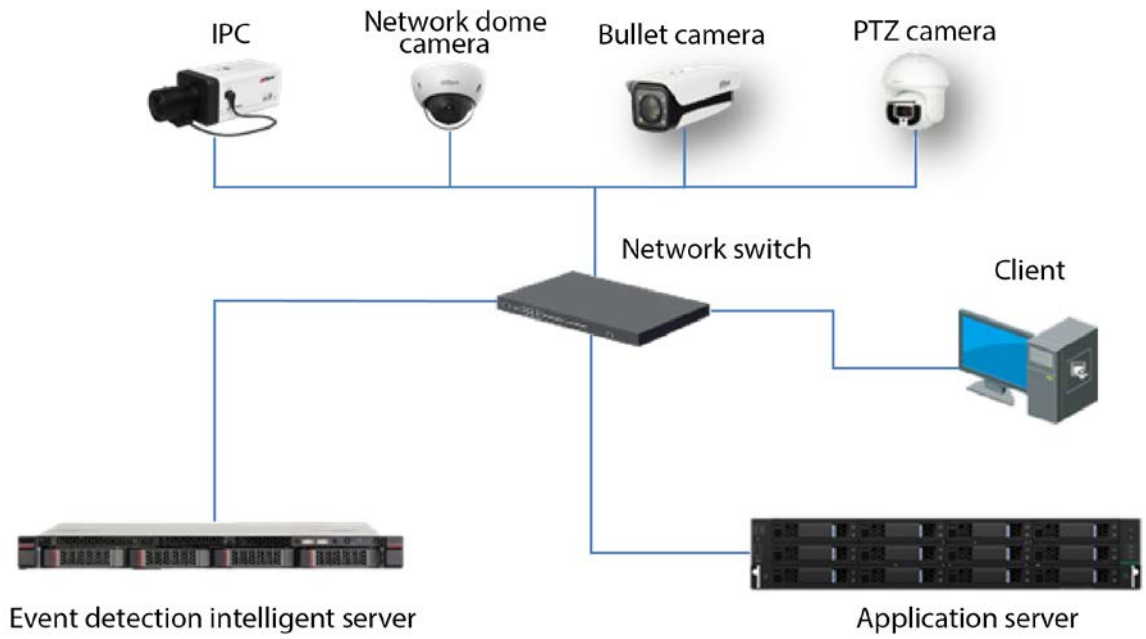 IPC
Network dome
camera
Bullet camera
PTZ camera
Network switch
Client
Event detection intelligent server
Application server